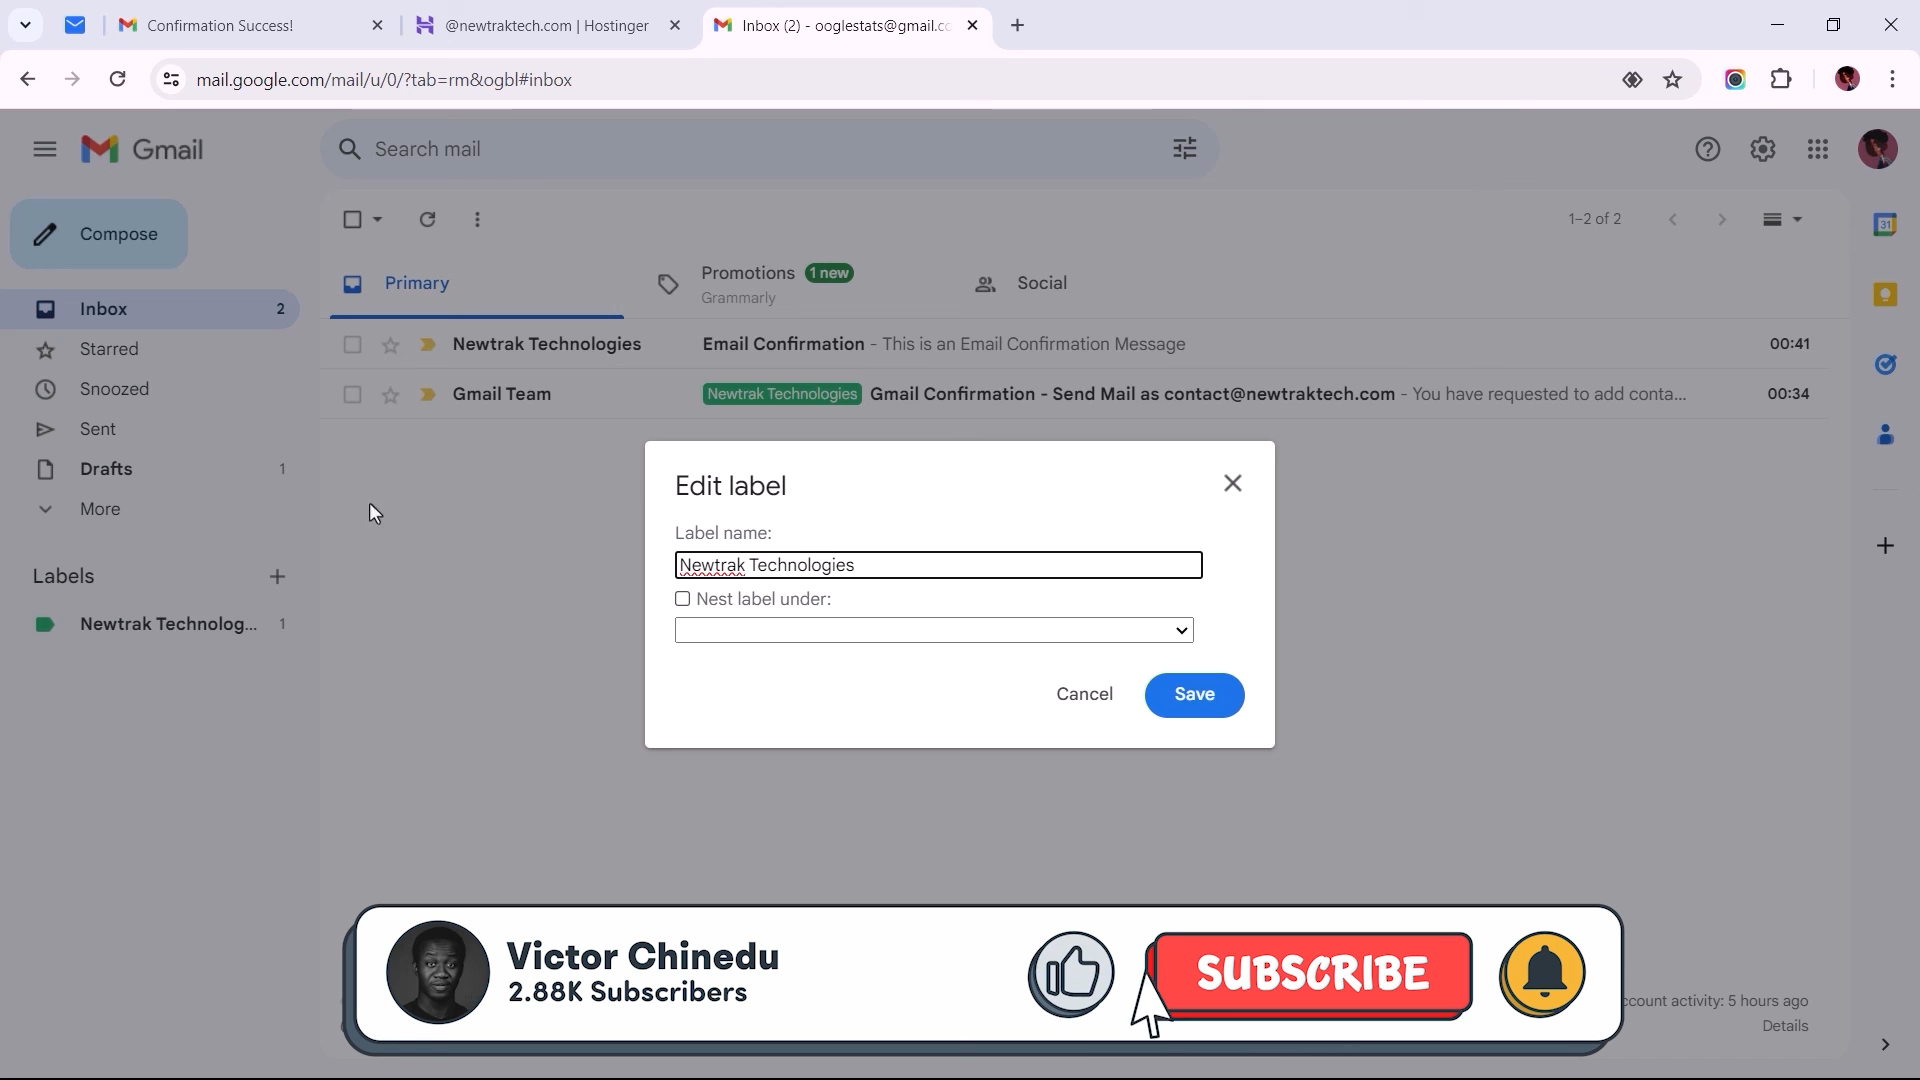 Confirmation Success!
@newtraktech.com | Hostinger
Inbox (2) - ooglestats@gmail.co
mail.google.com/mail/u/0/?tab=rm&ogbl#inbox
Gmail
Search mail
Compose
1–2 of 2
Primary
Promotions 1 new
Grammarly
Social
Inbox 2
Starred
Snoozed
Sent
Drafts 1
More
Labels
Newtrak Technolog... 1
Newtrak Technologies Email Confirmation - This is an Email Confirmation Message 00:41
Gmail Team Newtrak Technologies Gmail Confirmation - Send Mail as contact@newtraktech.com - You have requested to add conta... 00:34
31
Edit label
Label name:
Newtrak Technologies
Nest label under:
Cancel
Save
Victor Chinedu
2.88K Subscribers
SUBSCRIBE
ccount activity: 5 hours ago
Details